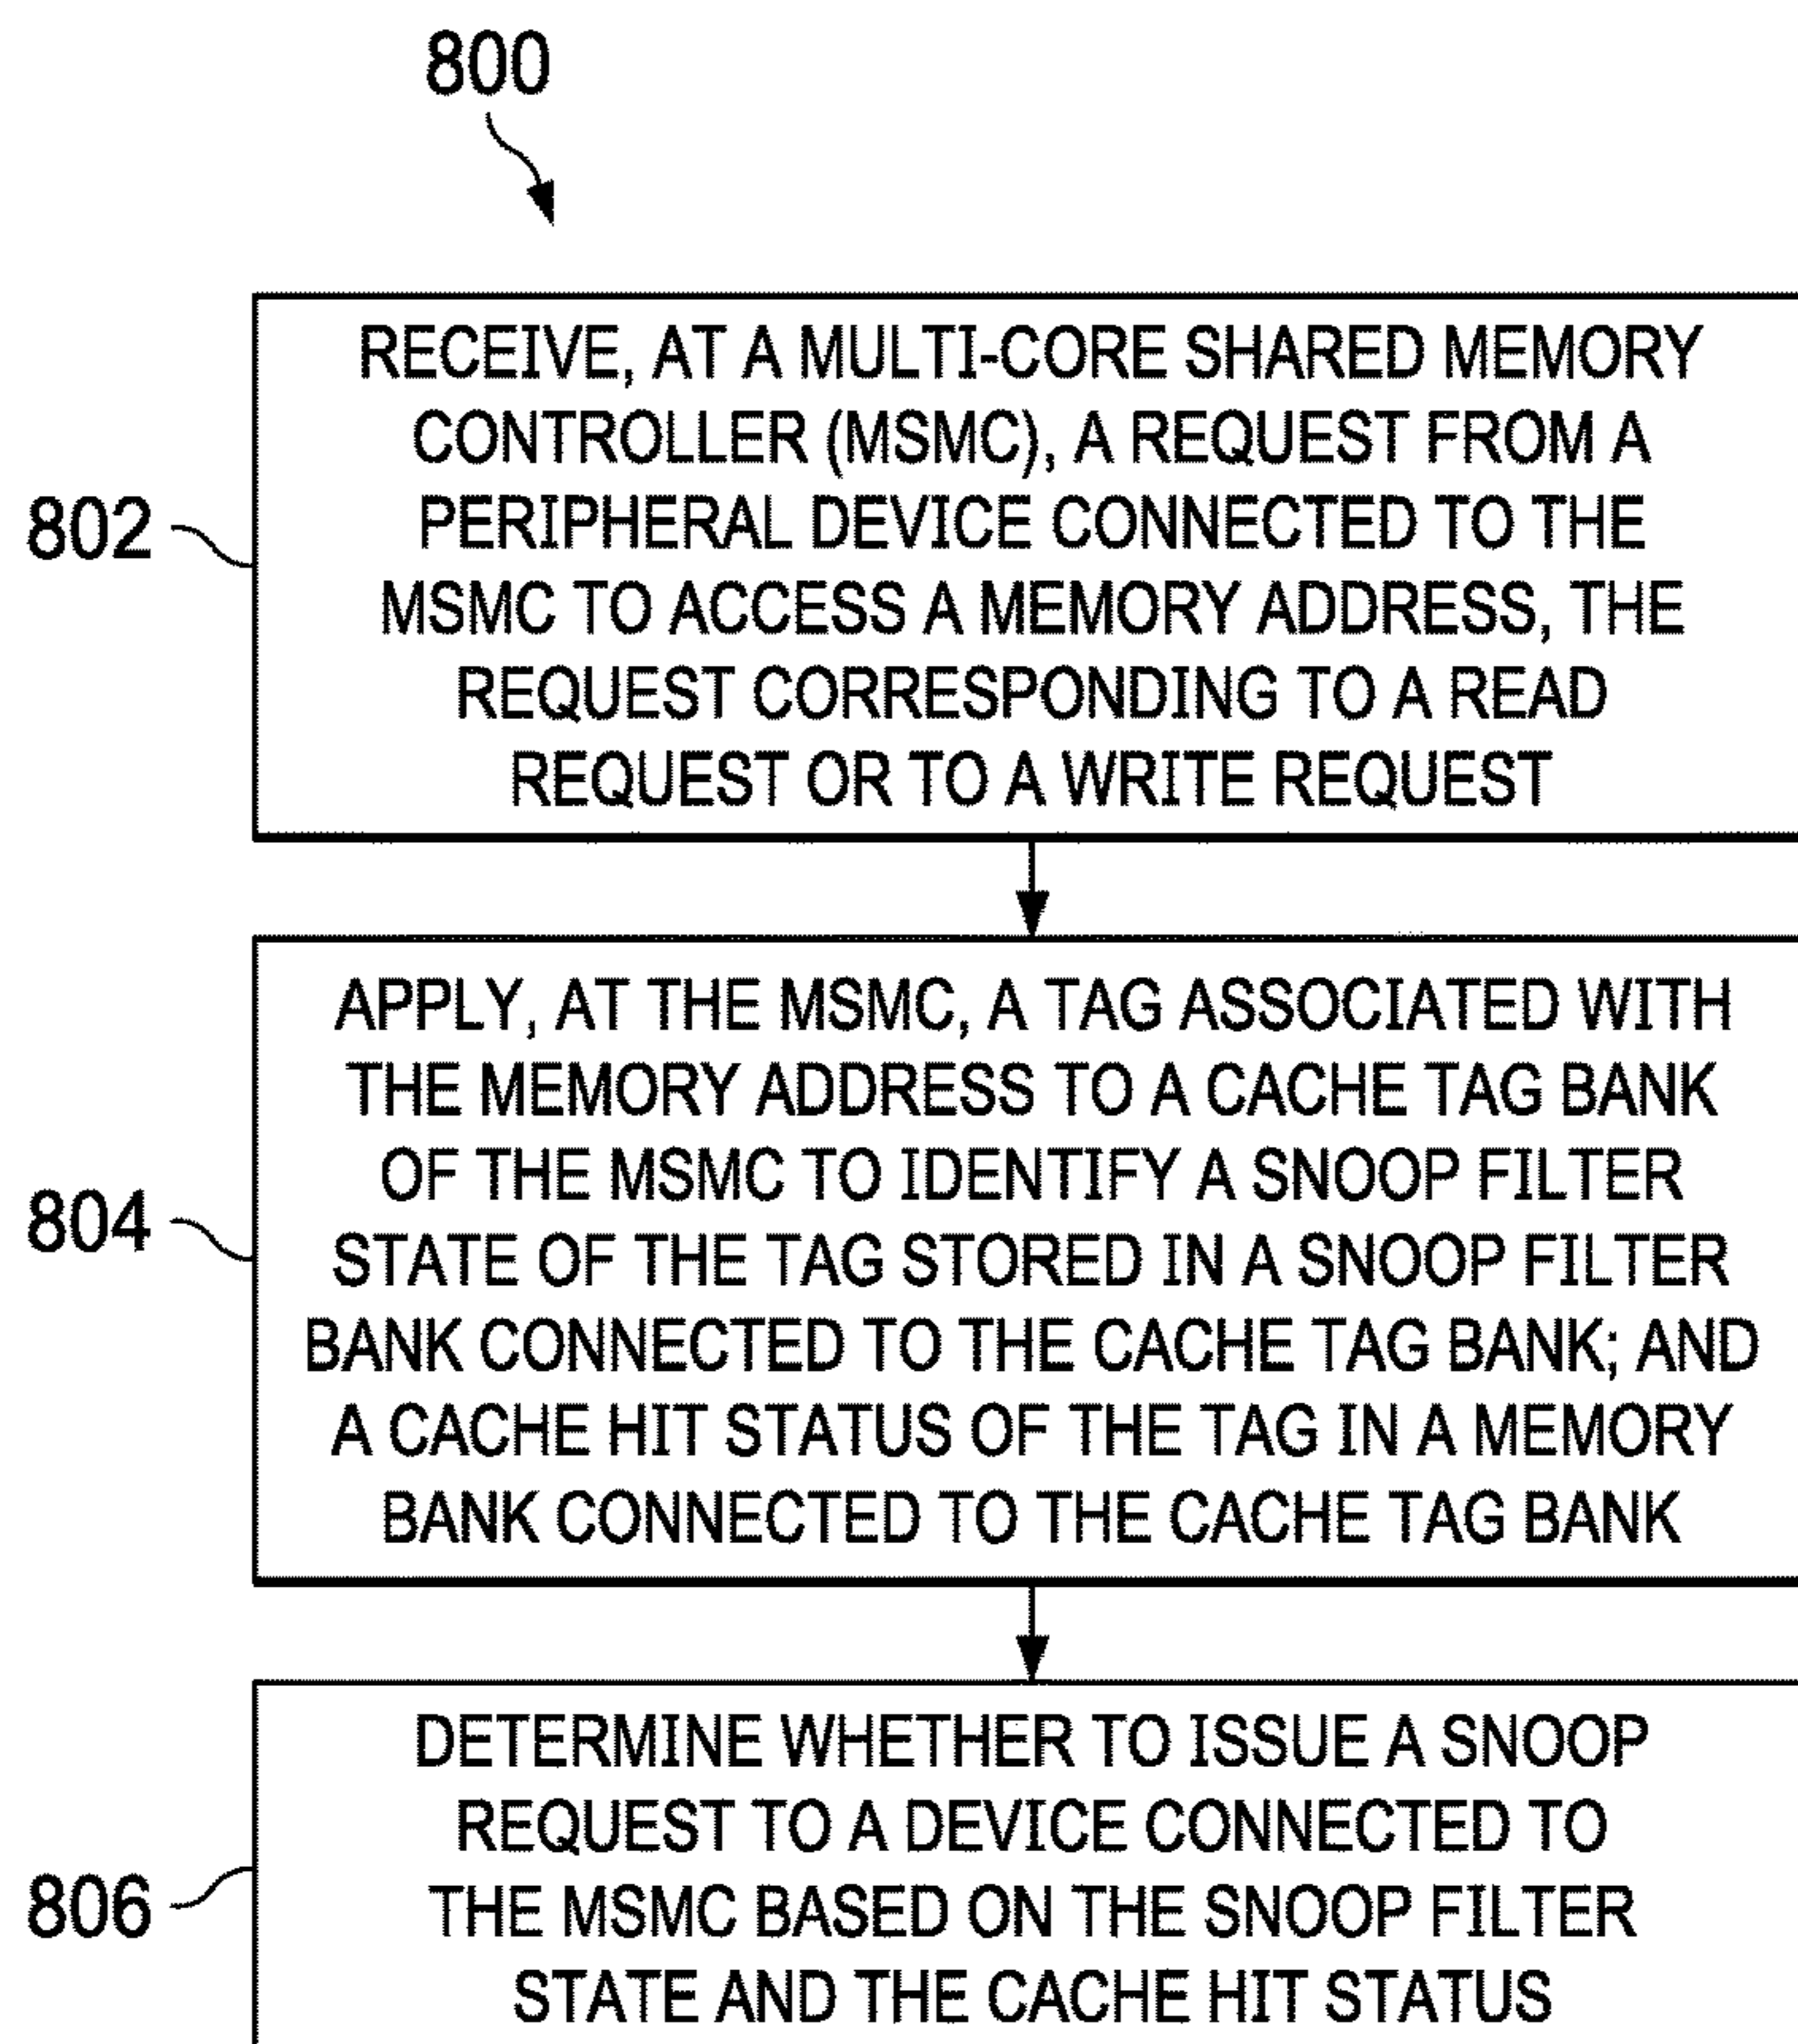 800
802
RECEIVE, AT A MULTI-CORE SHARED MEMORY
CONTROLLER (MSMC), A REQUEST FROM A
PERIPHERAL DEVICE CONNECTED TO THE
MSMC TO ACCESS A MEMORY ADDRESS, THE
REQUEST CORRESPONDING TO A READ
REQUEST OR TO A WRITE REQUEST
804
APPLY, AT THE MSMC, A TAG ASSOCIATED WITH
THE MEMORY ADDRESS TO A CACHE TAG BANK
OF THE MSMC TO IDENTIFY A SNOOP FILTER
STATE OF THE TAG STORED IN A SNOOP FILTER
BANK CONNECTED TO THE CACHE TAG BANK; AND
A CACHE HIT STATUS OF THE TAG IN A MEMORY
BANK CONNECTED TO THE CACHE TAG BANK
806
DETERMINE WHETHER TO ISSUE A SNOOP
REQUEST TO A DEVICE CONNECTED TO
THE MSMC BASED ON THE SNOOP FILTER
STATE AND THE CACHE HIT STATUS